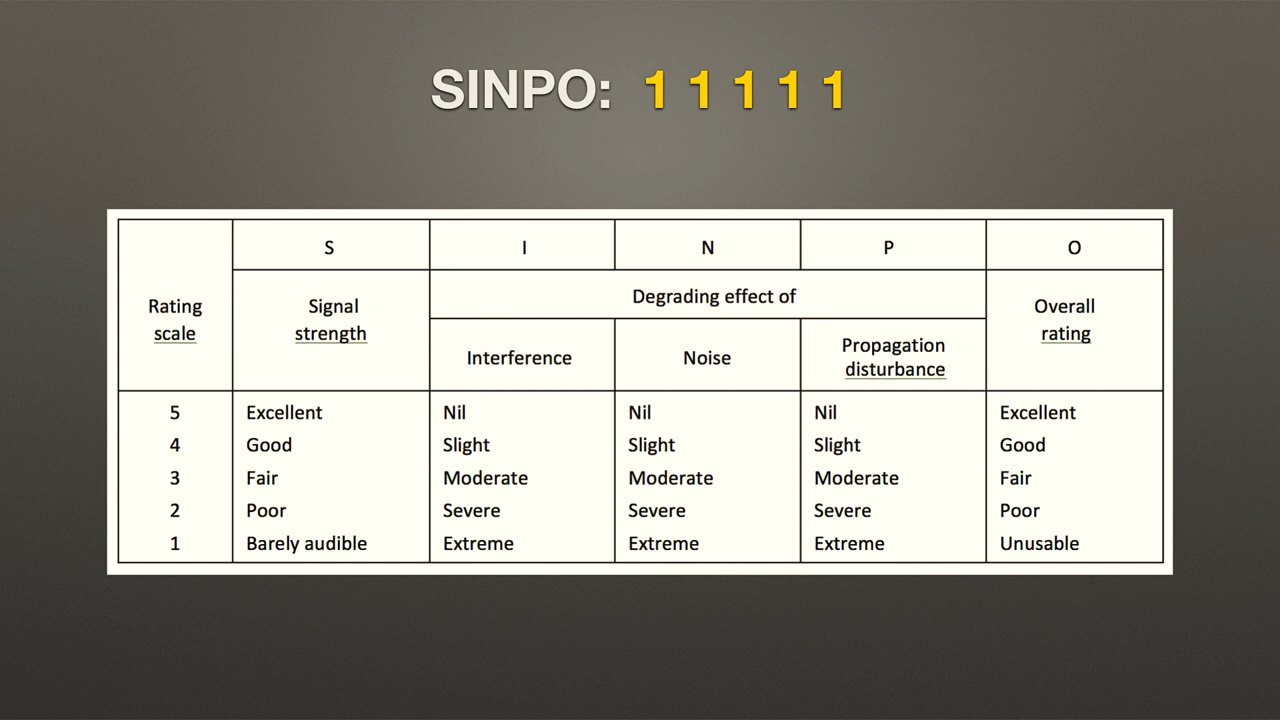 SINPO: 1 1 1 1 1
S I N P O
Rating scale
Signal strength
Degrading effect of
Overall rating
Interference
Noise
Propagation disturbance
5 Excellent Nil Nil Nil Excellent
4 Good Slight Slight Slight Good
3 Fair Moderate Moderate Moderate Fair
2 Poor Severe Severe Severe Poor
1 Barely audible Extreme Extreme Extreme Unusable